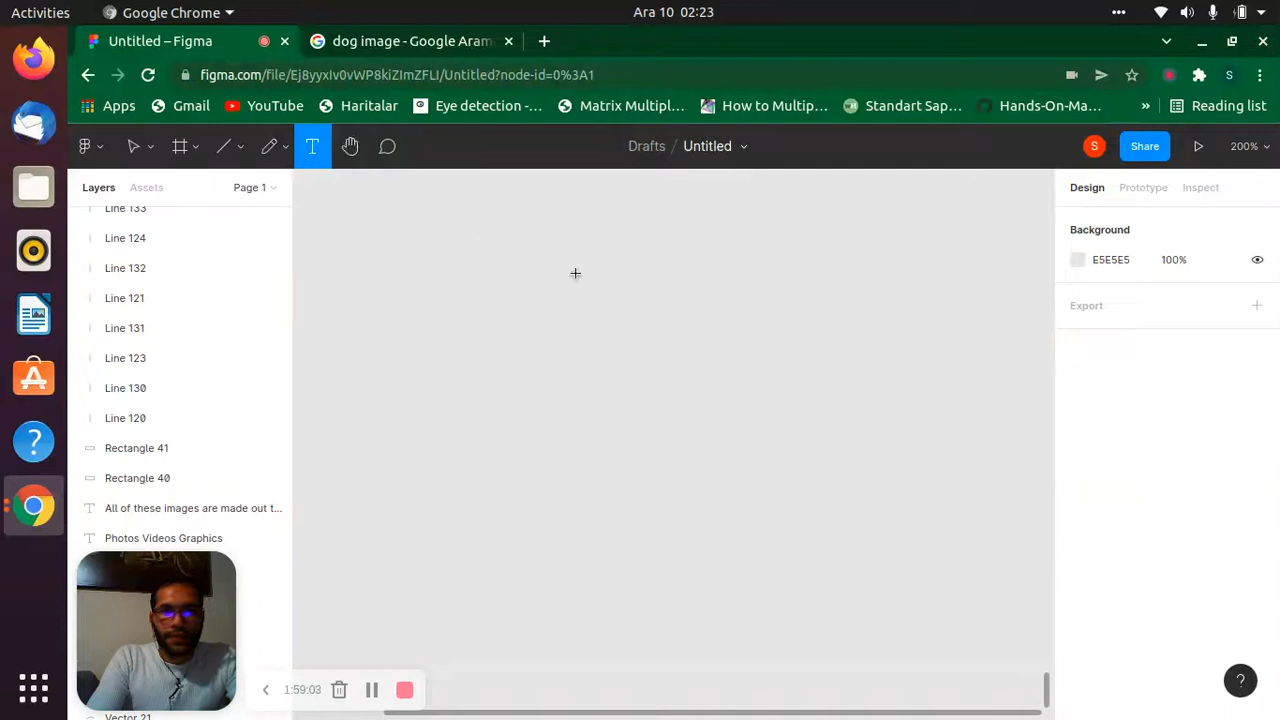 Activities
Google Chrome
Ara 10 02:23
Untitled – Figma
dog image - Google Aram
figma.com/file/Ej8yyxIv0vWP8kiZImZFLI/Untitled?node-id=0%3A1
S
Apps
Gmail
YouTube
Haritalar
Eye detection -...
Matrix Multipl...
How to Multip...
Standart Sap...
Hands-On-Ma...
»
Reading list
T
Drafts / Untitled
S
Share
200%
Layers
Assets
Page 1
Design
Prototype
Inspect
Line 133
Background
Line 124
E5E5E5
100%
Line 132
Line 121
Export
Line 131
Line 123
Line 130
Line 120
Rectangle 41
Rectangle 40
All of these images are made out t...
Photos Videos Graphics
1:59:03
?
Vector 21